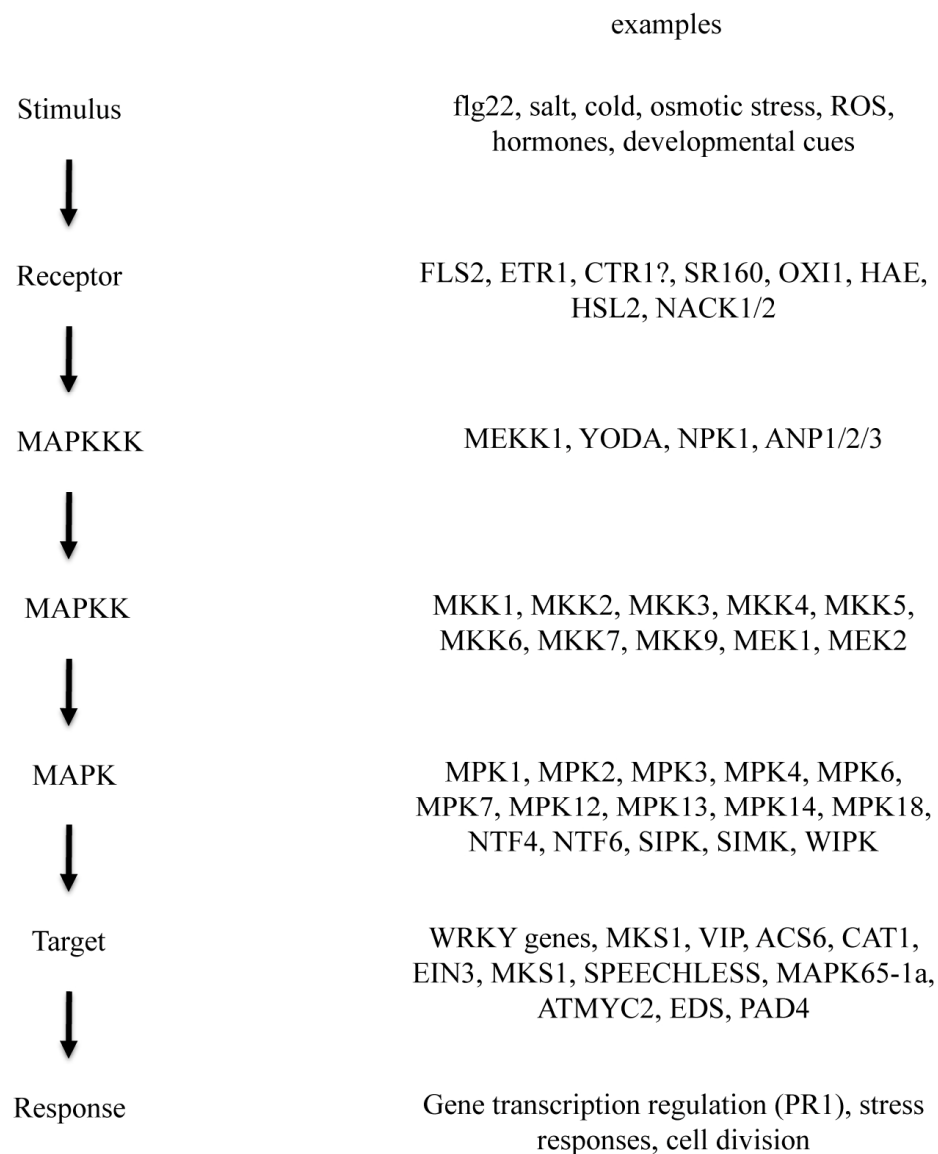 examples
Stimulus
flg22, salt, cold, osmotic stress, ROS,
hormones, developmental cues
Receptor
FLS2, ETR1, CTR1?, SR160, OXI1, HAE,
HSL2, NACK1/2
MAPKKK
MEKK1, YODA, NPK1, ANP1/2/3
MAPKK
MKK1, MKK2, MKK3, MKK4, MKK5,
MKK6, MKK7, MKK9, MEK1, MEK2
MAPK
MPK1, MPK2, MPK3, MPK4, MPK6,
MPK7, MPK12, MPK13, MPK14, MPK18,
NTF4, NTF6, SIPK, SIMK, WIPK
Target
WRKY genes, MKS1, VIP, ACS6, CAT1,
EIN3, MKS1, SPEECHLESS, MAPK65-1a,
ATMYC2, EDS, PAD4
Response
Gene transcription regulation (PR1), stress
responses, cell division